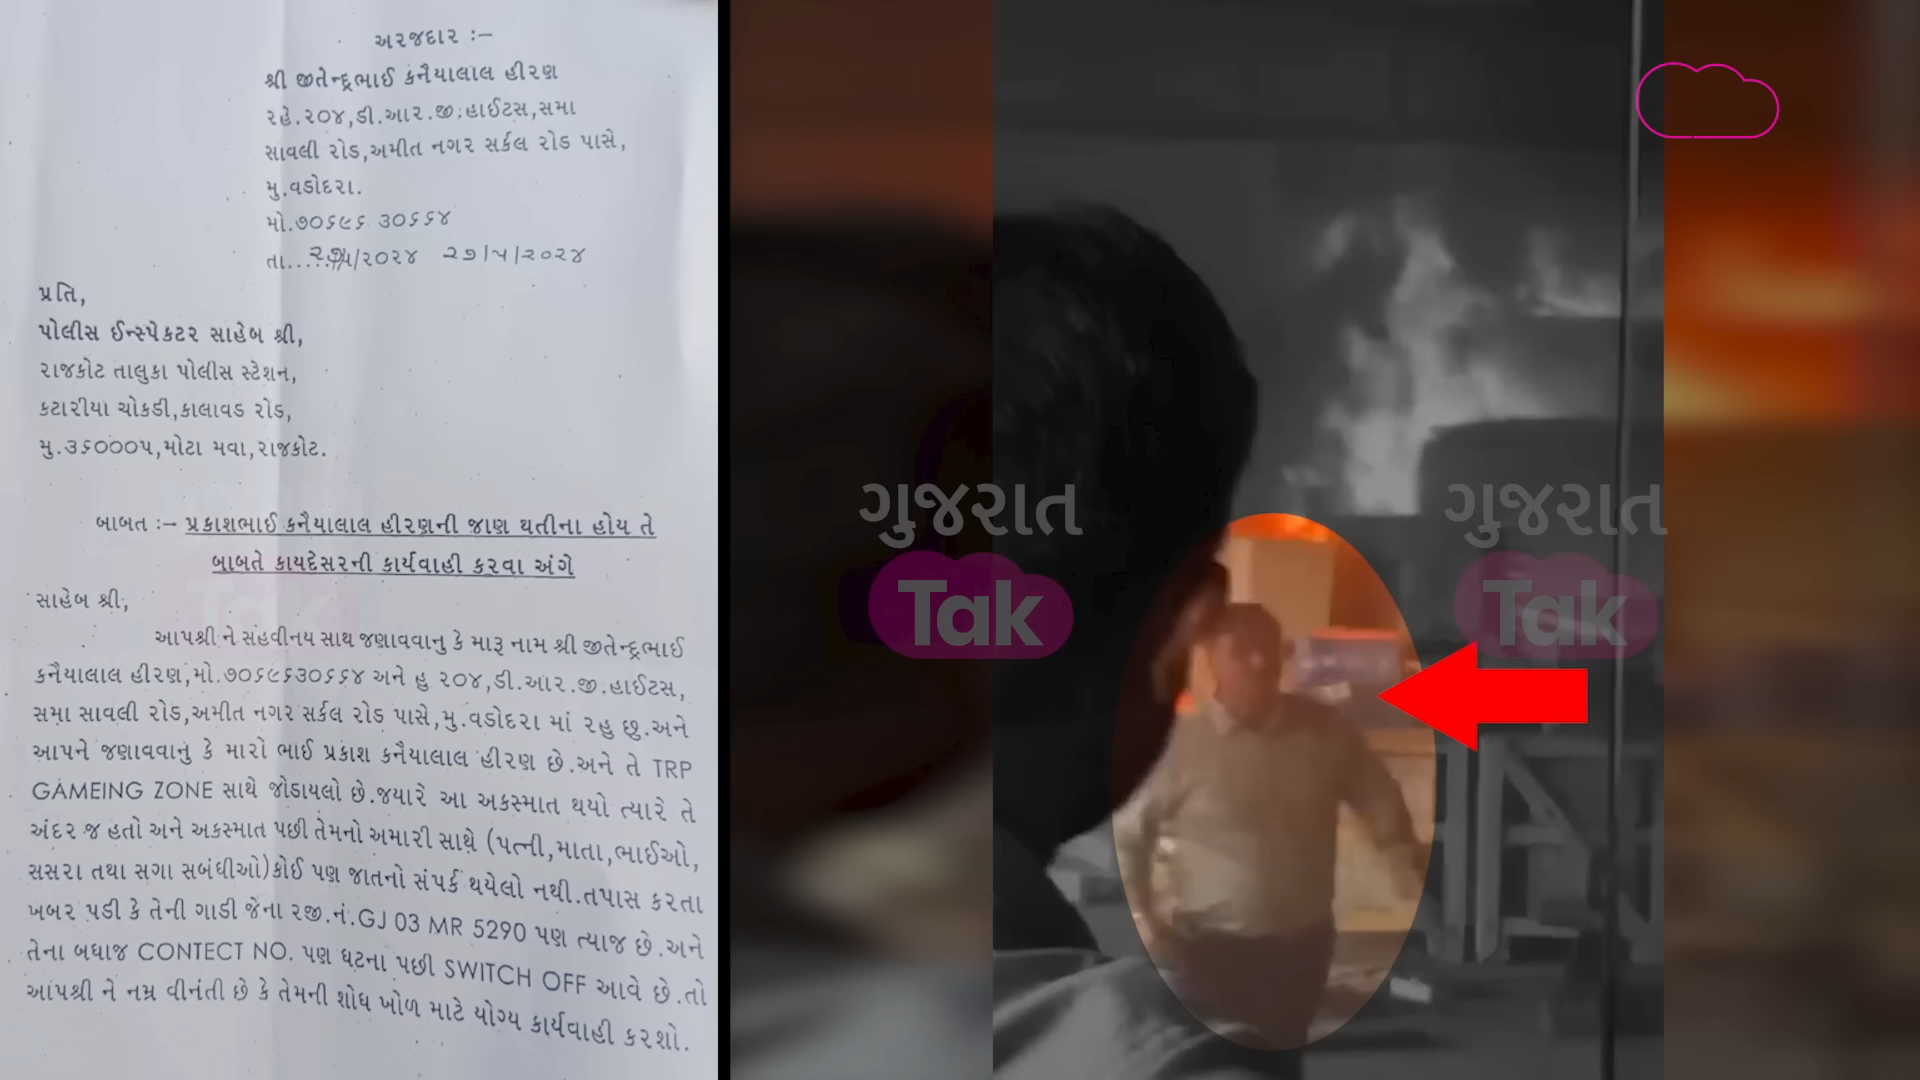 અરજદાર :–
શ્રી જીતેન્દ્રભાઈ કનૈયાલાલ હીરણ
રહે.૨૦૪,ડી.આર.જી.હાઈટસ,સમા
સાવલી રોડ,અમીત નગર સર્કલ રોડ પાસે,
મુ.વડોદરા.
મો.૭૦૬૯૬ ૩૦૬૬૪
તા...../૫/૨૦૨૪ ૨૭/૫/૨૦૨૪
પ્રતિ,
પોલીસ ઈન્સ્પેકટર સાહેબ શ્રી,
રાજકોટ તાલુકા પોલીસ સ્ટેશન,
કટારીયા ચોકડી,કાલાવડ રોડ,
મુ.૩૬૦૦૦૫,મોટા મવા,રાજકોટ.
બાબત :– પ્રકાશભાઈ કનૈયાલાલ હીરણની જાણ થતીના હોય તે
બાબતે કાયદેસરની કાર્યવાહી કરવા અંગે
સાહેબ શ્રી,
આપશ્રી ને સંહવીનય સાથ જણાવવાનુ કે મારૂ નામ શ્રી જીતેન્દ્રભાઈ
કનૈયાલાલ હીરણ,મો.૭૦૬૯૬૩૦૬૬૪ અને હુ ૨૦૪,ડી.આર.જી.હાઈટસ,
સમા સાવલી રોડ,અમીત નગર સર્કલ રોડ પાસે,મુ.વડોદરા માં રહુ છુ.અને
આપને જણાવવાનું કે મારો ભાઈ પ્રકાશ કનૈયાલાલ હીરણ છે.અને તે TRP
GAMEING ZONE સાથે જોડાયલો છે.જયારે આ અકસ્માત થયો ત્યારે તે
અંદર જ હતો અને અકસ્માત પછી તેમનો અમારી સાથે (પત્ની,માતા,ભાઈઓ,
સસરા તથા સગા સબંધીઓ)કોઈ પણ જાતનો સંપર્ક થયેલો નથી.તપાસ કરતા
ખબર પડી કે તેની ગાડી જેના રજી.નં.GJ 03 MR 5290 પણ ત્યાજ છે.અને
તેના બધાજ CONTECT NO. પણ ઘટના પછી SWITCH OFF આવે છે.તો
આપશ્રી ને નમ્ર વીનંતી છે કે તેમની શોધ ખોળ માટે યોગ્ય કાર્યવાહી કરશો.
ગુજરાત
Tak
ગુજરાત
Tak